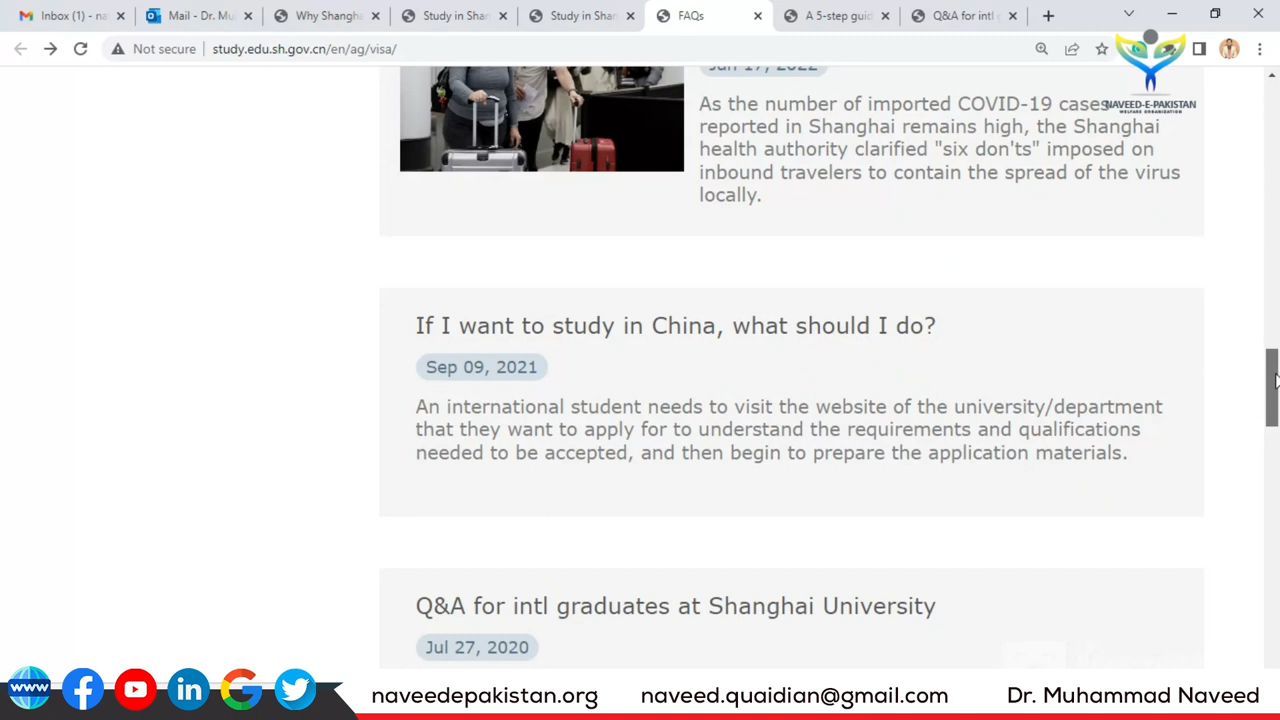 Inbox (1) - na
Mail - Dr. Mu
Why Shangha
Study in Shan
Study in Shan
FAQs
A 5-step guid
Q&A for intl g
Not secure
study.edu.sh.gov.cn/en/ag/visa/
NAVEED-E-PAKISTAN
WELFARE ORGANIZATION
Jun 17, 2022
As the number of imported COVID-19 cases
reported in Shanghai remains high, the Shanghai
health authority clarified "six don'ts" imposed on
inbound travelers to contain the spread of the virus
locally.
If I want to study in China, what should I do?
Sep 09, 2021
An international student needs to visit the website of the university/department
that they want to apply for to understand the requirements and qualifications
needed to be accepted, and then begin to prepare the application materials.
Q&A for intl graduates at Shanghai University
Jul 27, 2020
www
naveedepakistan.org
naveed.quaidian@gmail.com
Dr. Muhammad Naveed